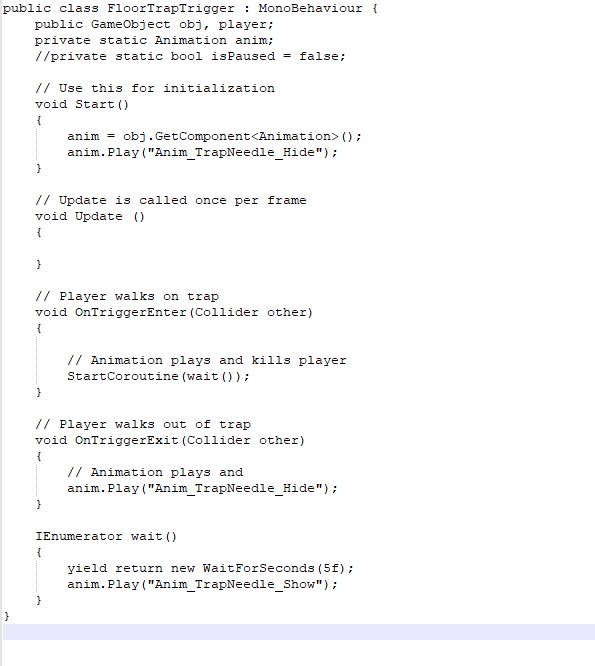 public class FloorTrapTrigger : MonoBehaviour {
    public GameObject obj, player;
    private static Animation anim;
    //private static bool isPaused = false;

    // Use this for initialization
    void Start()
    {
        anim = obj.GetComponent<Animation>();
        anim.Play("Anim_TrapNeedle_Hide");
    }

    // Update is called once per frame
    void Update ()
    {

    }

    // Player walks on trap
    void OnTriggerEnter(Collider other)
    {

        // Animation plays and kills player
        StartCoroutine(wait());
    }

    // Player walks out of trap
    void OnTriggerExit(Collider other)
    {
        // Animation plays and
        anim.Play("Anim_TrapNeedle_Hide");
    }

    IEnumerator wait()
    {
        yield return new WaitForSeconds(5f);
        anim.Play("Anim_TrapNeedle_Show");
    }
}